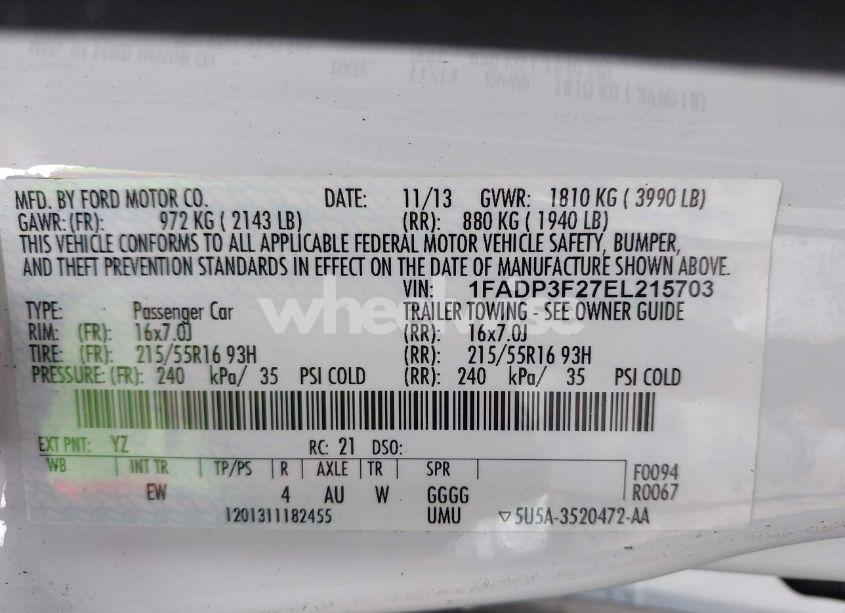 MFD. BY FORD MOTOR CO. DATE: 11/13 GVWR: 1810 KG ( 3990 LB)
GAWR:(FR): 972 KG ( 2143 LB) (RR): 880 KG ( 1940 LB)
THIS VEHICLE CONFORMS TO ALL APPLICABLE FEDERAL MOTOR VEHICLE SAFETY, BUMPER,
AND THEFT PREVENTION STANDARDS IN EFFECT ON THE DATE OF MANUFACTURE SHOWN ABOVE.
VIN: 1FADP3F27EL215703
TYPE: Passenger Car TRAILER TOWING - SEE OWNER GUIDE
RIM: (FR): 16x7.0J (RR): 16x7.0J
TIRE: (FR): 215/55R16 93H (RR): 215/55R16 93H
PRESSURE: (FR): 240 kPa/ 35 PSI COLD (RR): 240 kPa/ 35 PSI COLD
EXT PNT: YZ RC: 21 DSO:
WB INT TR TP/PS R AXLE TR SPR F0094
EW 4 AU W GGGG R0067
1201311182455 UMU ▽5U5A-3520472-AA